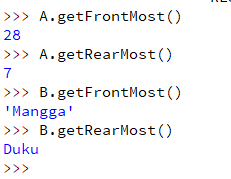 >>> A.getFrontMost()
28
>>> A.getRearMost()
7
>>> B.getFrontMost()
'Mangga'
>>> B.getRearMost()
Duku
>>>